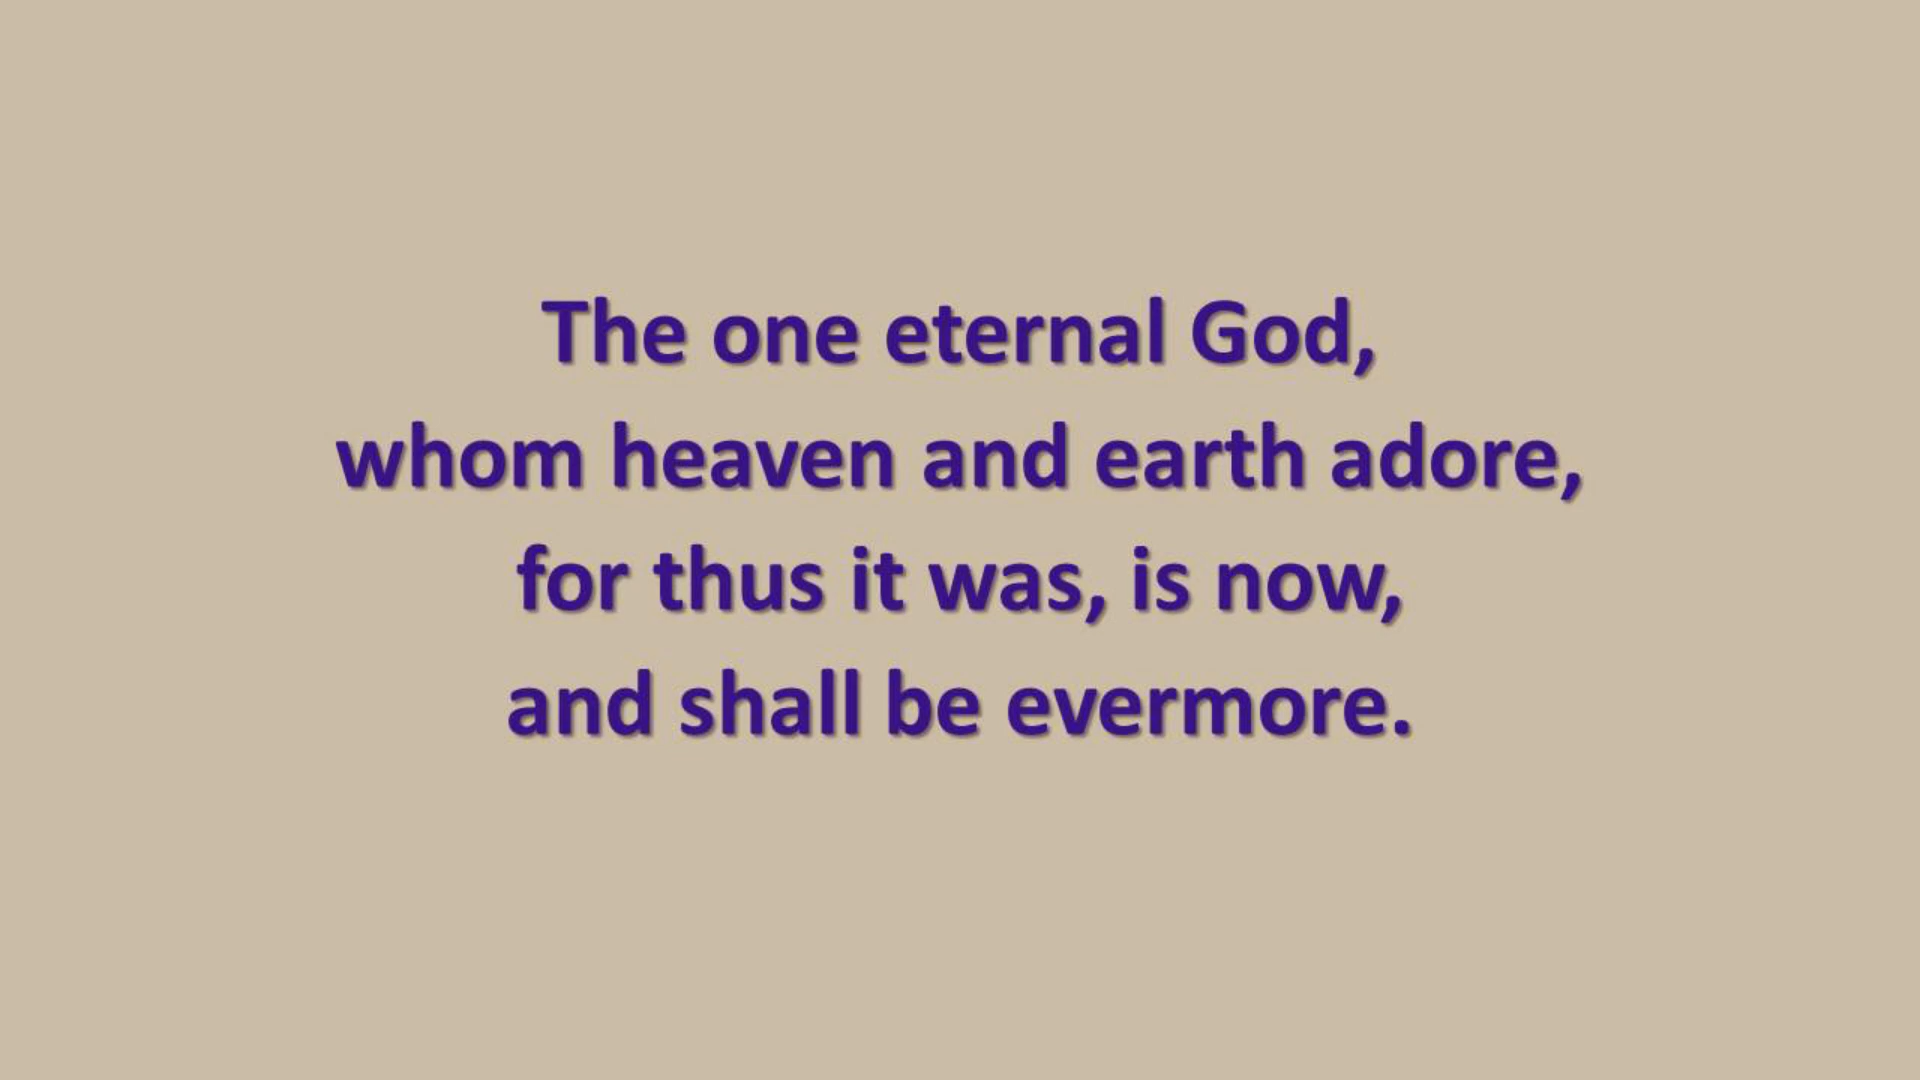 The one eternal God,
whom heaven and earth adore,
for thus it was, is now,
and shall be evermore.